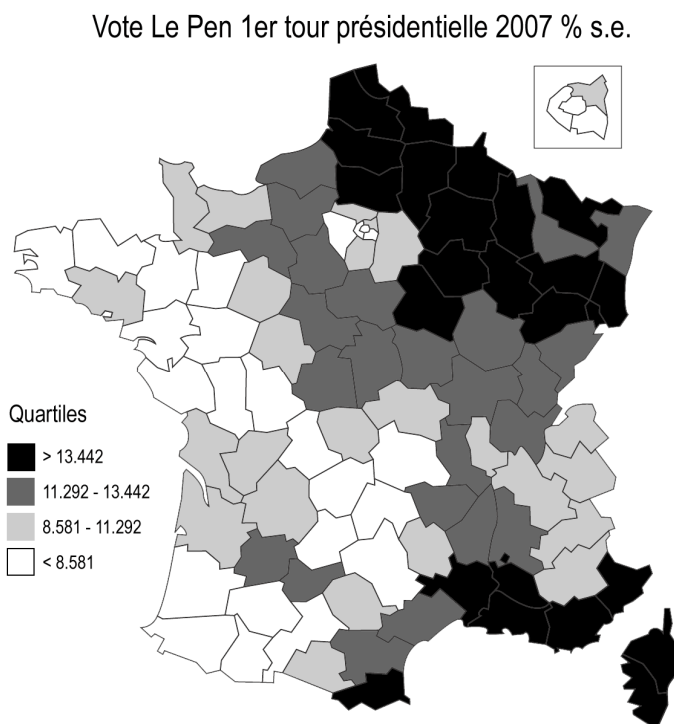 Vote Le Pen 1er tour présidentielle 2007 % s.e.
Quartiles
> 13.442
11.292 - 13.442
8.581 - 11.292
< 8.581